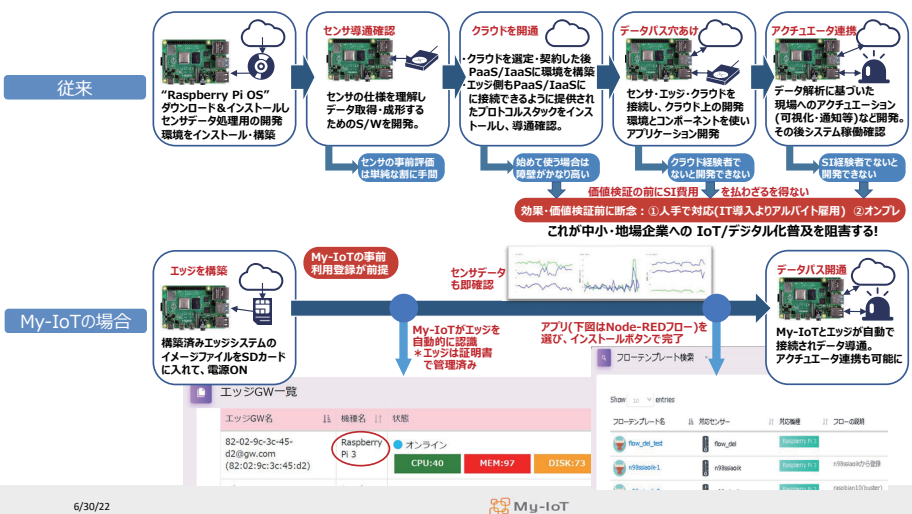 従来
“Raspberry Pi OS”
ダウンロード＆インストールし
センサデータ処理用の開発
環境をインストール・構築
センサ導通確認
センサの仕様を理解し
データ取得・成形する
ためのS/Wを開発。
クラウドを開通
・クラウドを選定・契約した後
PaaS/IaaSに環境を構築
・エッジ側もPaaS/IaaSに
に接続できるように提供され
たプロトコルスタックをインス
トールし、導通確認。
データパス穴あけ
センサ・エッジ・クラウドを
接続し、クラウド上の開発
環境とコンポーネントを使い
アプリケーション開発
アクチュエータ連携
データ解析に基づいた
現場へのアクチュエーション
(可視化・通知等)など開発。
その後システム稼働確認
センサの事前評価
は単純な割に手間
始めて使う場合は
障壁がかなり高い
クラウド経験者で
ないと開発できない
SI経験者でないと
開発できない
価値検証の前にSI費用 を払わざるを得ない
効果・価値検証前に断念：①人手で対応(IT導入よりアルバイト雇用) ②オンプレ
これが中小・地場企業への IoT/デジタル化普及を阻害する!
My-IoTの場合
エッジを構築
構築済みエッジシステムの
イメージファイルをSDカード
に入れて、電源ON
My-IoTの事前
利用登録が前提
センサデータ
も即確認
My-IoTがエッジを
自動的に認識
＊エッジは証明書
で管理済み
アプリ(下図はNode-REDフロー)を
選び、インストールボタンで完了
データパス開通
My-IoTとエッジが自動で
接続されデータ導通。
アクチュエータ連携も可能に
エッジGW一覧
エッジGW名 機種名 状態
82-02-9c-3c-45-
d2@gw.com
(82:02:9c:3c:45:d2)
Raspberry
Pi 3
オンライン
CPU:40 MEM:97 DISK:73
フローテンプレート検索
Show 10 entries
フローテンプレート名 対応センサー 対応機種 フローの説明
flow_del_test flow_del Raspberry Pi 3
n98ssiaoik-1 n98ssiaoik Raspberry Pi 3 n98ssiaoikから登録
raspbian10(buster)
6/30/22
My-IoT